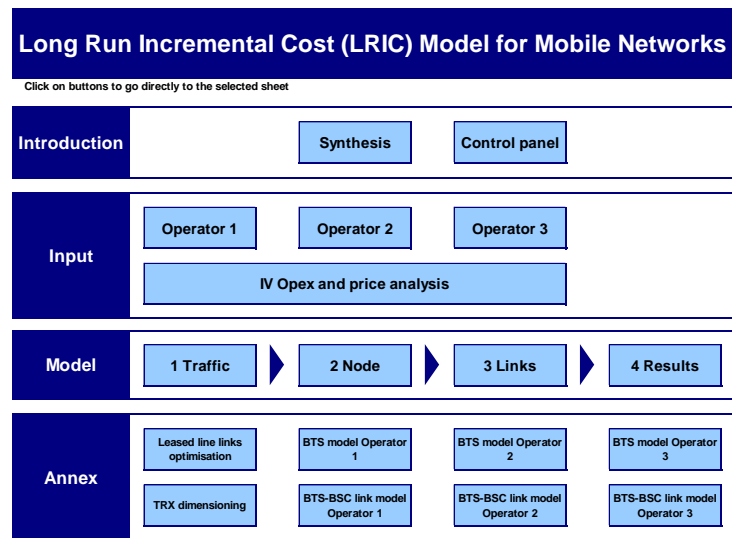 Long Run Incremental Cost (LRIC) Model for Mobile Networks
Click on buttons to go directly to the selected sheet
Introduction
Synthesis
Control panel
Input
Operator 1
Operator 2
Operator 3
IV Opex and price analysis
Model
1 Traffic
2 Node
3 Links
4 Results
Annex
Leased line links
optimisation
BTS model Operator
1
BTS model Operator
2
BTS model Operator
3
TRX dimensioning
BTS-BSC link model
Operator 1
BTS-BSC link model
Operator 2
BTS-BSC link model
Operator 3